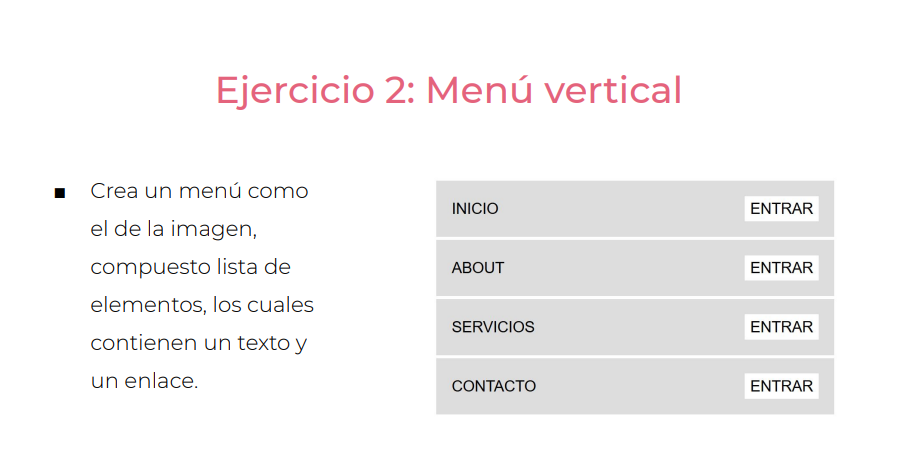 Ejercicio 2: Menú vertical
■ Crea un menú como
el de la imagen,
compuesto lista de
elementos, los cuales
contienen un texto y
un enlace.
INICIO ENTRAR
ABOUT ENTRAR
SERVICIOS ENTRAR
CONTACTO ENTRAR